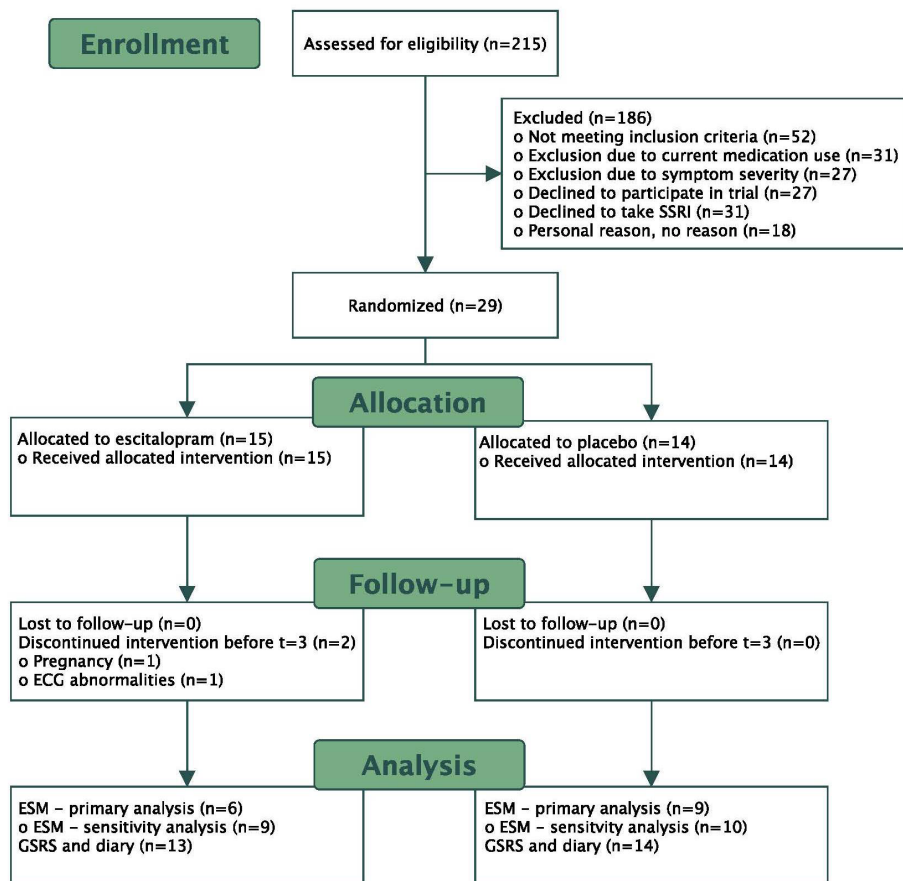 Enrollment
Assessed for eligibility (n=215)
Excluded (n=186)
o Not meeting inclusion criteria (n=52)
o Exclusion due to current medication use (n=31)
o Exclusion due to symptom severity (n=27)
o Declined to participate in trial (n=27)
o Declined to take SSRI (n=31)
o Personal reason, no reason (n=18)
Randomized (n=29)
Allocation
Allocated to escitalopram (n=15)
o Received allocated intervention (n=15)
Allocated to placebo (n=14)
o Received allocated intervention (n=14)
Follow-up
Lost to follow-up (n=0)
Discontinued intervention before t=3 (n=2)
o Pregnancy (n=1)
o ECG abnormalities (n=1)
Lost to follow-up (n=0)
Discontinued intervention before t=3 (n=0)
Analysis
ESM - primary analysis (n=6)
o ESM - sensitivity analysis (n=9)
GSRS and diary (n=13)
ESM - primary analysis (n=9)
o ESM - sensitvity analysis (n=10)
GSRS and diary (n=14)